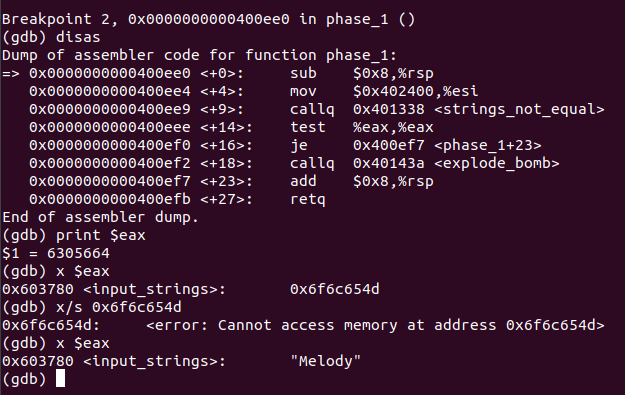 Breakpoint 2, 0x0000000000400ee0 in phase_1 ()
(gdb) disas
Dump of assembler code for function phase_1:
=> 0x0000000000400ee0 <+0>:     sub    $0x8,%rsp
   0x0000000000400ee4 <+4>:     mov    $0x402400,%esi
   0x0000000000400ee9 <+9>:     callq  0x401338 <strings_not_equal>
   0x0000000000400eee <+14>:    test   %eax,%eax
   0x0000000000400ef0 <+16>:    je     0x400ef7 <phase_1+23>
   0x0000000000400ef2 <+18>:    callq  0x40143a <explode_bomb>
   0x0000000000400ef7 <+23>:    add    $0x8,%rsp
   0x0000000000400efb <+27>:    retq
End of assembler dump.
(gdb) print $eax
$1 = 6305664
(gdb) x $eax
0x603780 <input_strings>:       0x6f6c654d
(gdb) x/s 0x6f6c654d
0x6f6c654d:     <error: Cannot access memory at address 0x6f6c654d>
(gdb) x $eax
0x603780 <input_strings>:       "Melody"
(gdb)